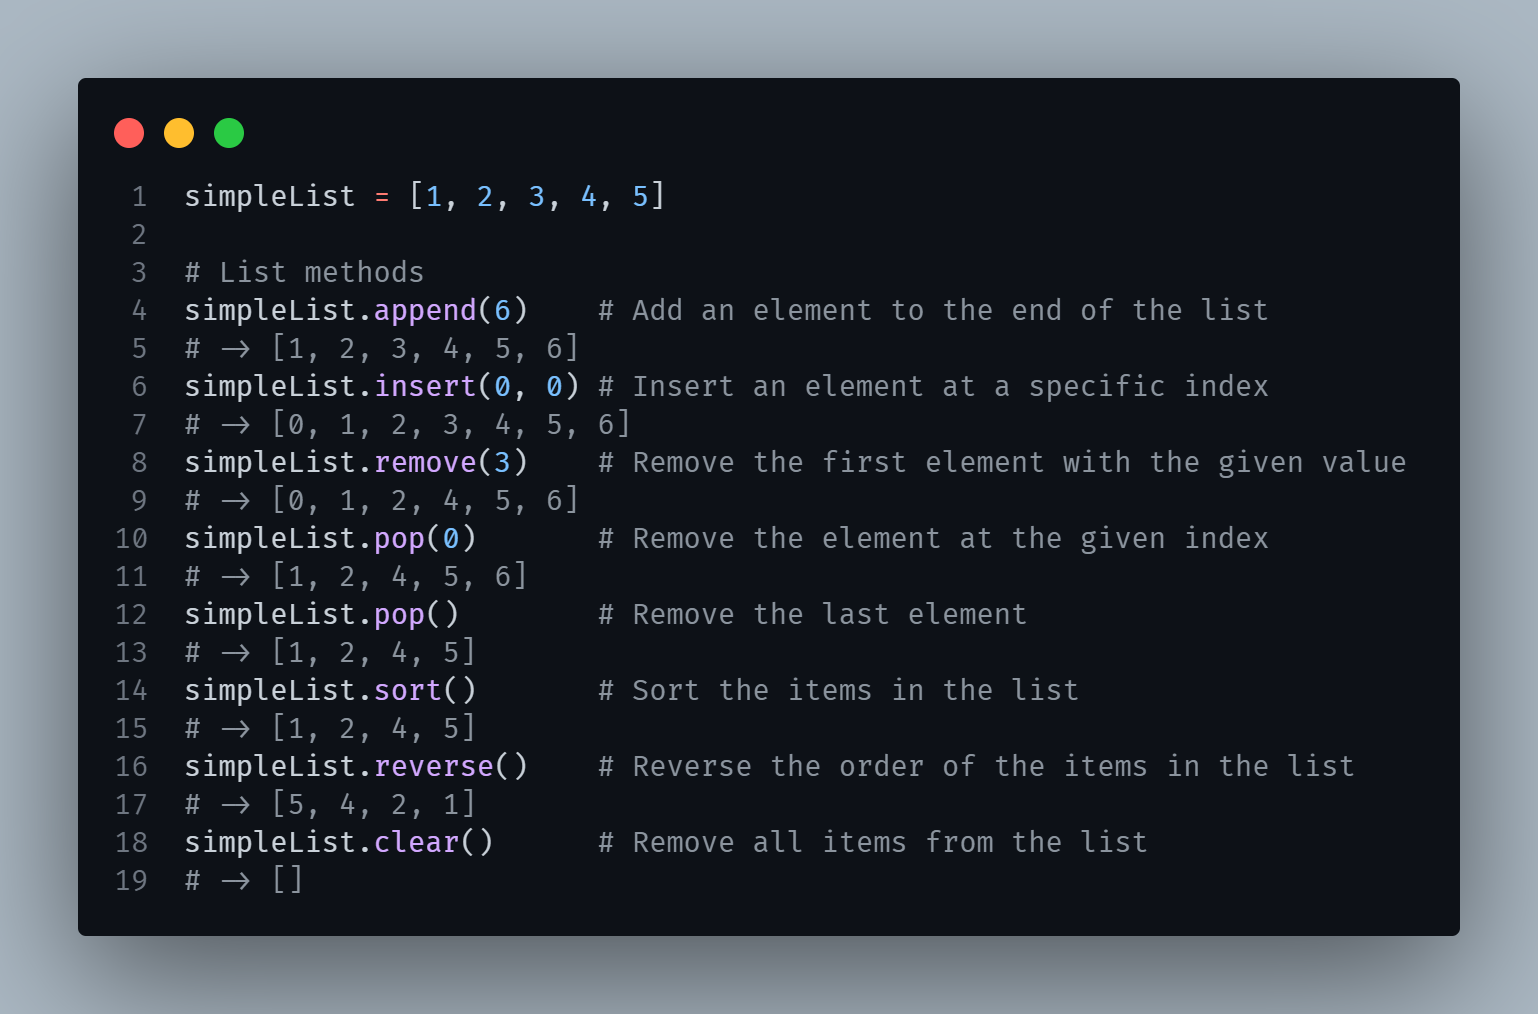 1 simpleList = [1, 2, 3, 4, 5]
2
3 # List methods
4 simpleList.append(6)    # Add an element to the end of the list
5 # -> [1, 2, 3, 4, 5, 6]
6 simpleList.insert(0, 0) # Insert an element at a specific index
7 # -> [0, 1, 2, 3, 4, 5, 6]
8 simpleList.remove(3)    # Remove the first element with the given value
9 # -> [0, 1, 2, 4, 5, 6]
10 simpleList.pop(0)       # Remove the element at the given index
11 # -> [1, 2, 4, 5, 6]
12 simpleList.pop()        # Remove the last element
13 # -> [1, 2, 4, 5]
14 simpleList.sort()       # Sort the items in the list
15 # -> [1, 2, 4, 5]
16 simpleList.reverse()    # Reverse the order of the items in the list
17 # -> [5, 4, 2, 1]
18 simpleList.clear()      # Remove all items from the list
19 # -> []